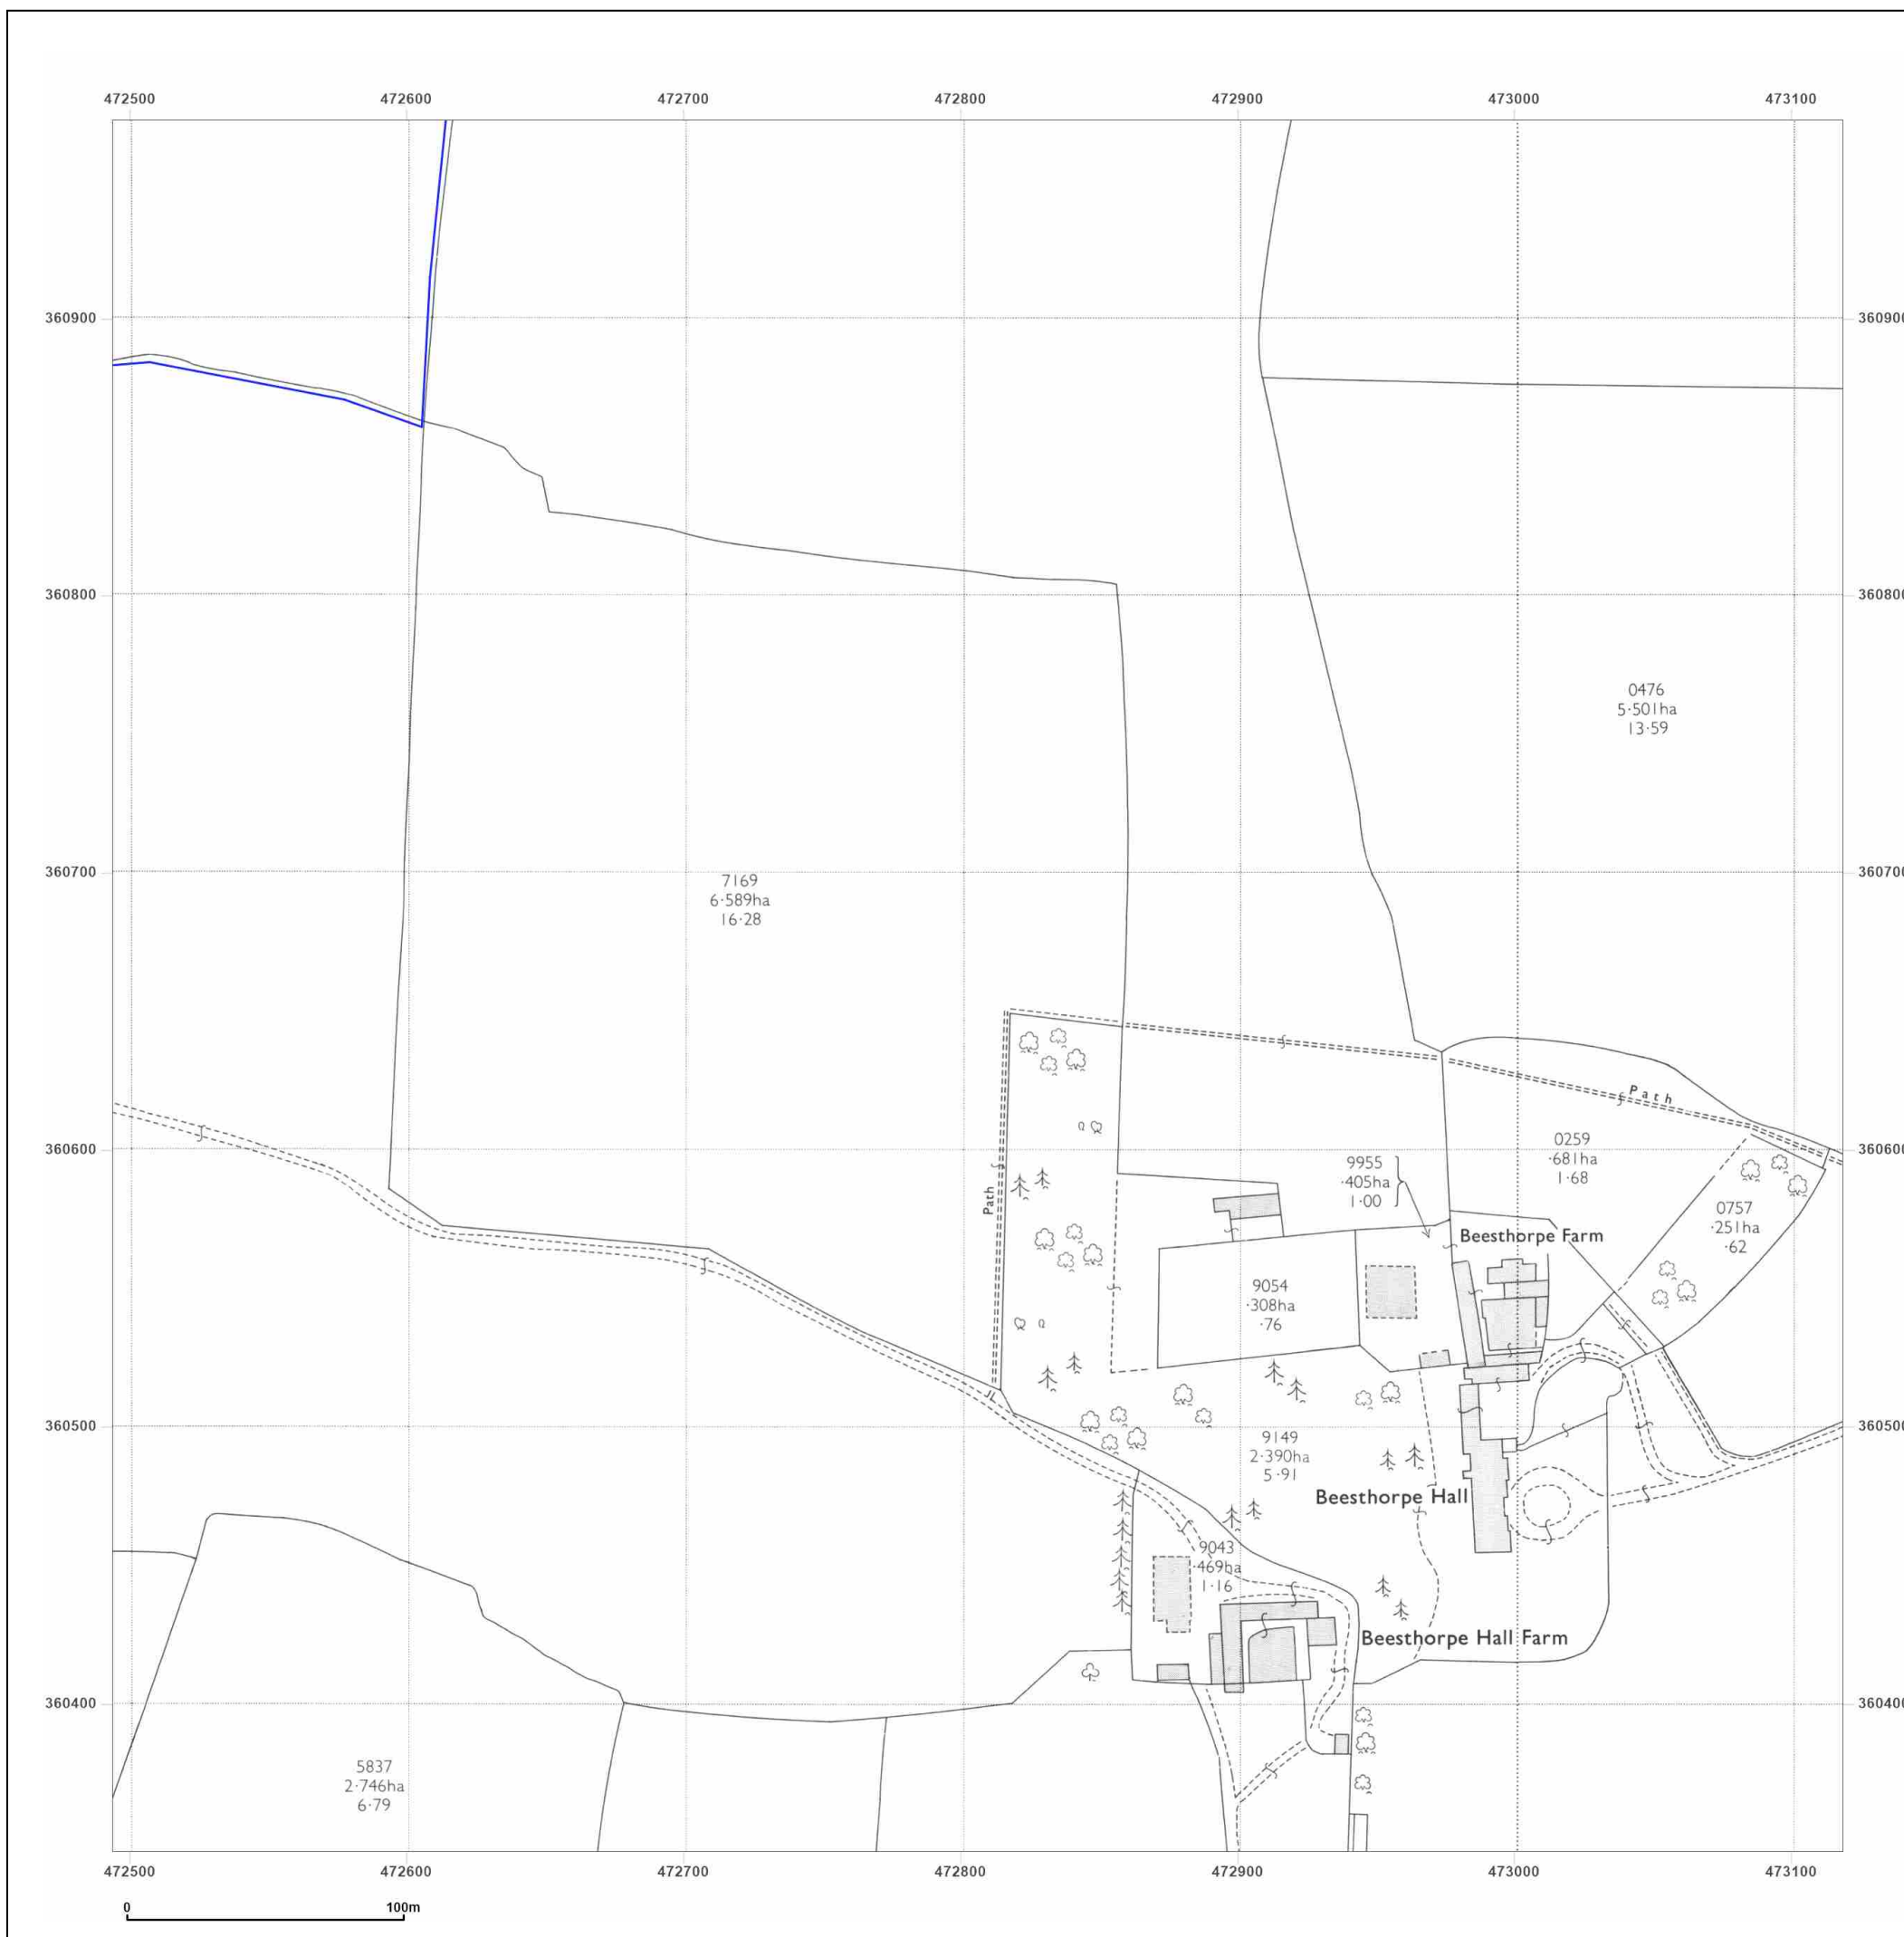 472500 472600 472700 472800 472900 473000 473100
360900 360900
360800 360800
0476
5·501ha
13·59
360700 360700
7169
6·589ha
16·28
Path
360600 360600
0259
·681ha
1·68
9955
·405ha
1·00
Path
0757
·251ha
·62
Beesthorpe Farm
9054
·308ha
·76
360500 360500
9149
2·390ha
5·91
Beesthorpe Hall
9043
·469ha
1·16
Beesthorpe Hall Farm
360400 360400
5837
2·746ha
6·79
472500 472600 472700 472800 472900 473000 473100
0 100m